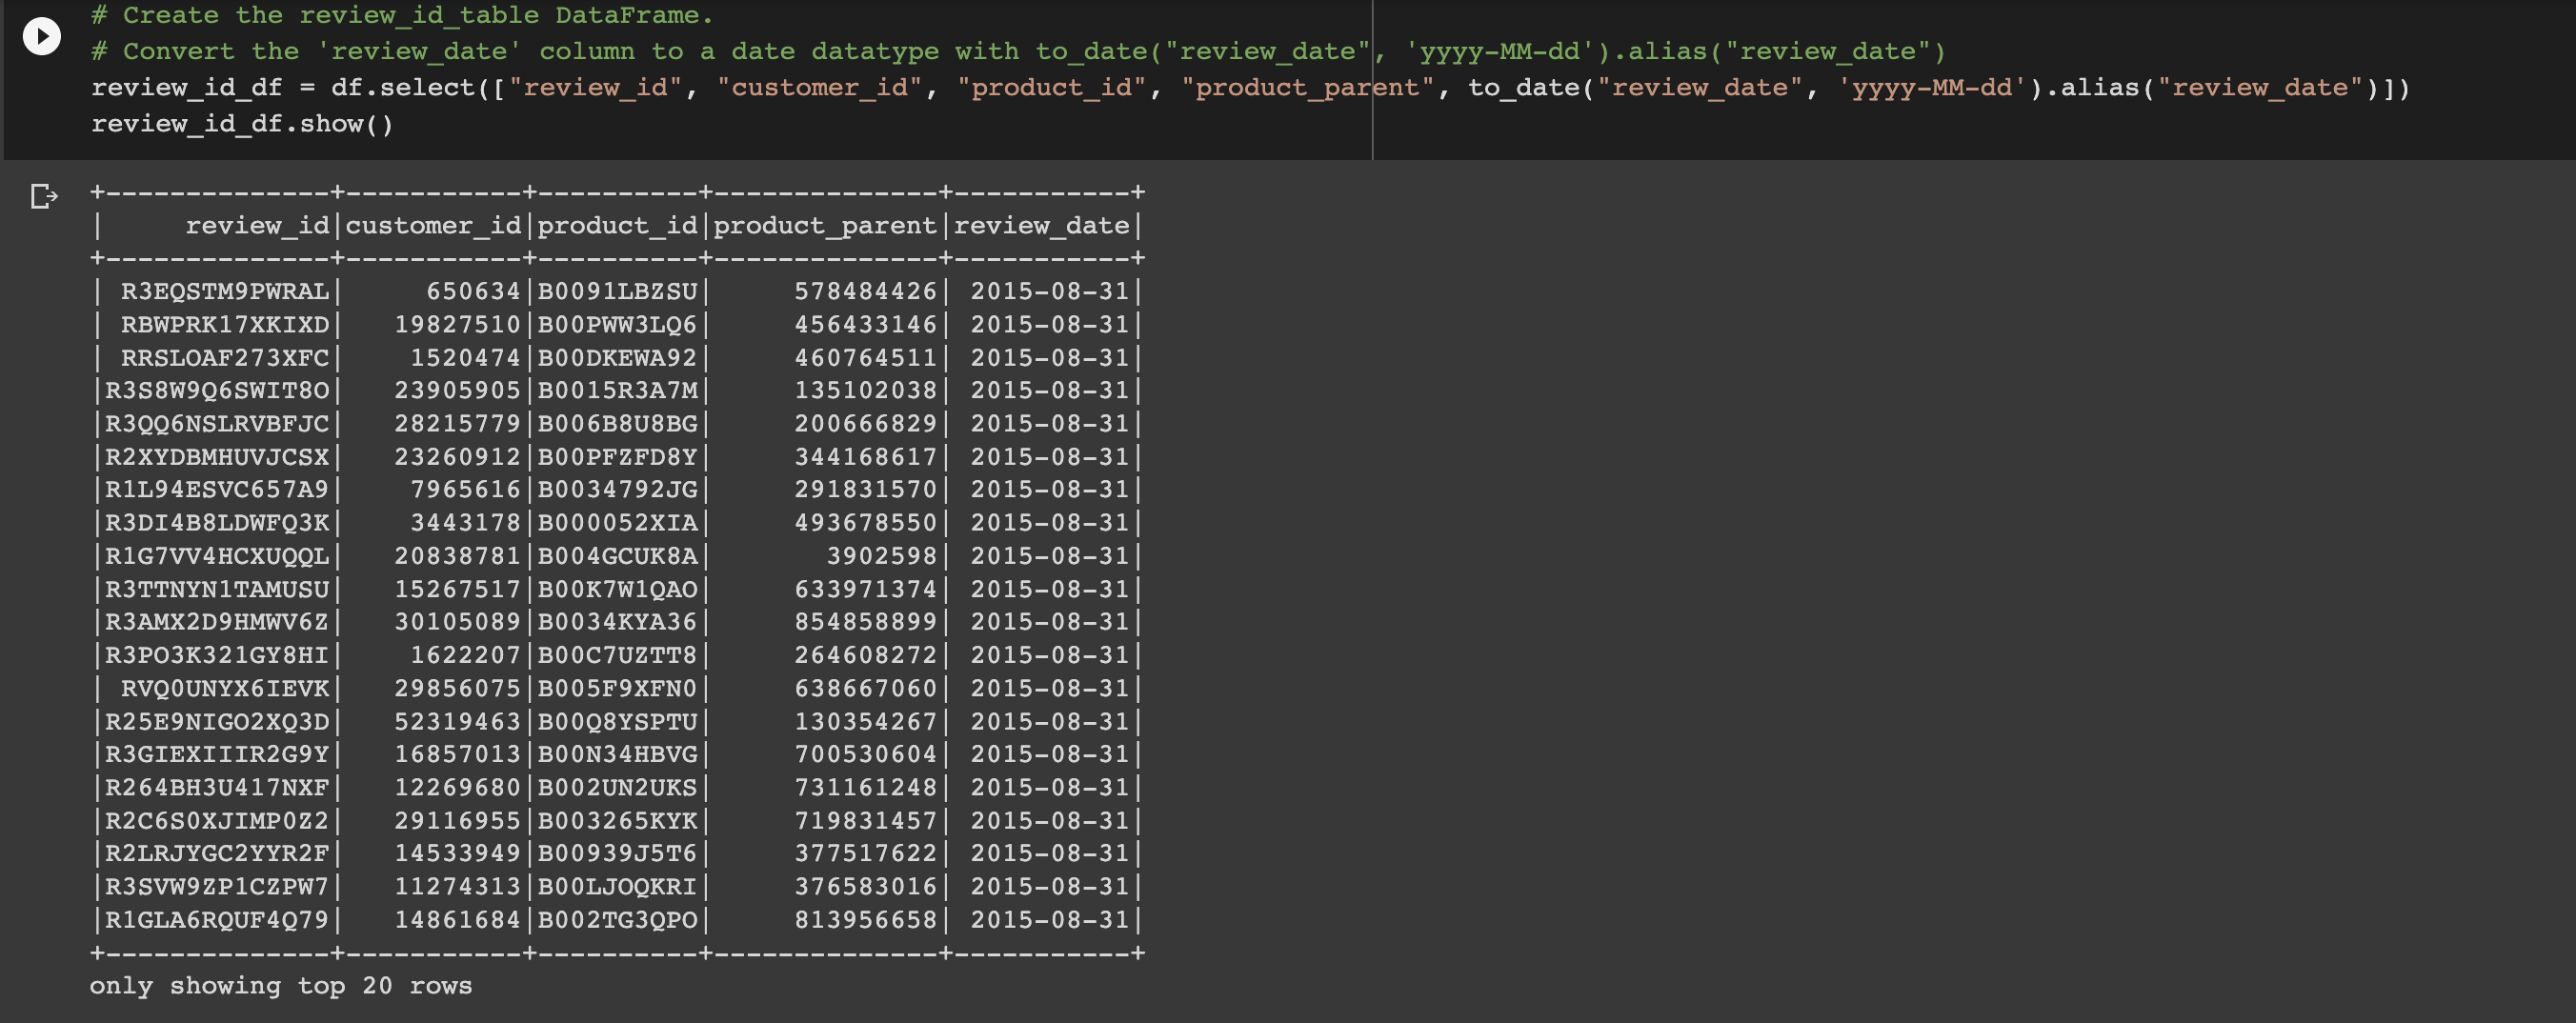 # Create the review_id_table DataFrame.
# Convert the 'review_date' column to a date datatype with to_date("review_date", 'yyyy-MM-dd').alias("review_date")
review_id_df = df.select(["review_id", "customer_id", "product_id", "product_parent", to_date("review_date", 'yyyy-MM-dd').alias("review_date")])
review_id_df.show()
+--------------+-----------+----------+--------------+-----------+
|     review_id|customer_id|product_id|product_parent|review_date|
+--------------+-----------+----------+--------------+-----------+
| R3EQSTM9PWRAL|     650634|B0091LBZSU|     578484426| 2015-08-31|
| RBWPRK17XKIXD|   19827510|B00PWW3LQ6|     456433146| 2015-08-31|
| RRSLOAF273XFC|    1520474|B00DKEWA92|     460764511| 2015-08-31|
|R3S8W9Q6SWIT8O|   23905905|B0015R3A7M|     135102038| 2015-08-31|
|R3QQ6NSLRVBFJC|   28215779|B006B8U8BG|     200666829| 2015-08-31|
|R2XYDBMHUVJCSX|   23260912|B00PFZFD8Y|     344168617| 2015-08-31|
|R1L94ESVC657A9|    7965616|B0034792JG|     291831570| 2015-08-31|
|R3DI4B8LDWFQ3K|    3443178|B000052XIA|     493678550| 2015-08-31|
|R1G7VV4HCXUQQL|   20838781|B004GCUK8A|       3902598| 2015-08-31|
|R3TTNYN1TAMUSU|   15267517|B00K7W1QAO|     633971374| 2015-08-31|
|R3AMX2D9HMWV6Z|   30105089|B0034KYA36|     854858899| 2015-08-31|
|R3PO3K321GY8HI|    1622207|B00C7UZTT8|     264608272| 2015-08-31|
| RVQ0UNYX6IEVK|   29856075|B005F9XFN0|     638667060| 2015-08-31|
|R25E9NIGO2XQ3D|   52319463|B00Q8YSPTU|     130354267| 2015-08-31|
|R3GIEXIIIR2G9Y|   16857013|B00N34HBVG|     700530604| 2015-08-31|
|R264BH3U417NXF|   12269680|B002UN2UKS|     731161248| 2015-08-31|
|R2C6S0XJIMP0Z2|   29116955|B003265KYK|     719831457| 2015-08-31|
|R2LRJYGC2YYR2F|   14533949|B00939J5T6|     377517622| 2015-08-31|
|R3SVW9ZP1CZPW7|   11274313|B00LJOQKRI|     376583016| 2015-08-31|
|R1GLA6RQUF4Q79|   14861684|B002TG3QPO|     813956658| 2015-08-31|
+--------------+-----------+----------+--------------+-----------+
only showing top 20 rows